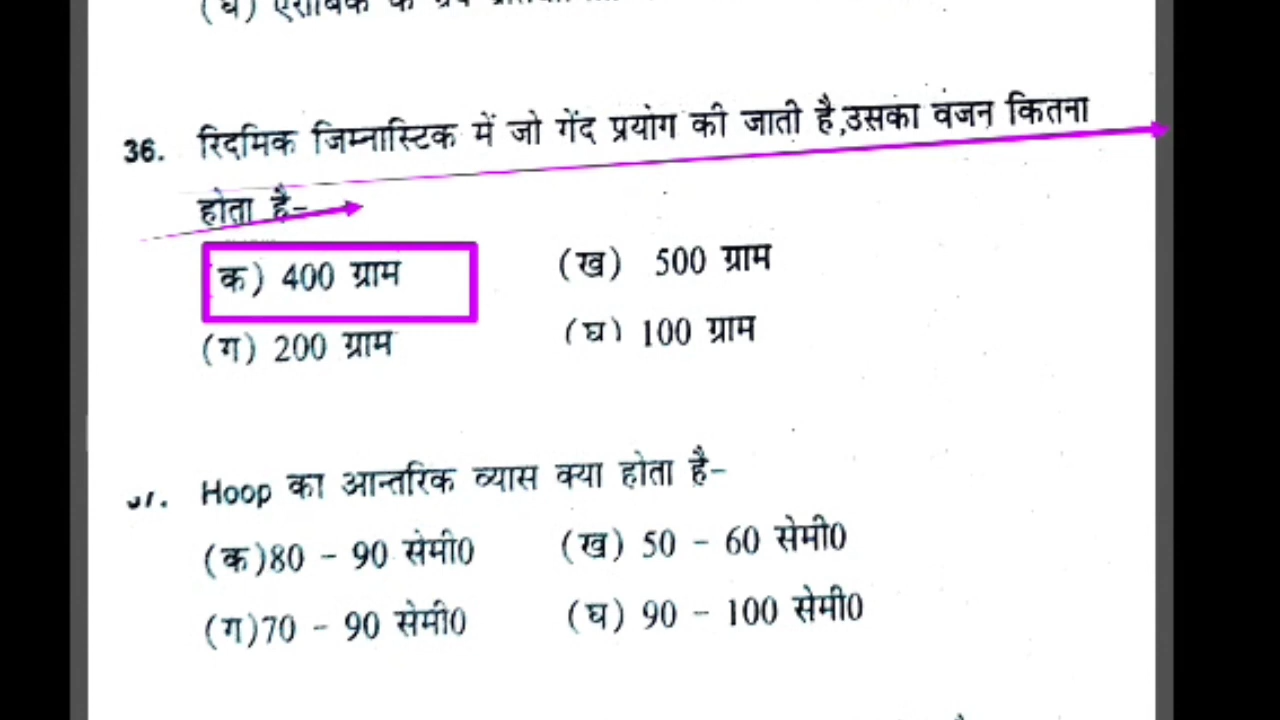 36. रिदमिक जिम्नास्टिक में जो गेंद प्रयोग की जाती है,उसका वजन कितना
होता है-
क) 400 ग्राम (ख) 500 ग्राम
(ग) 200 ग्राम (घ) 100 ग्राम
Hoop का आन्तरिक व्यास क्या होता है-
(क)80 - 90 सेमी0 (ख) 50 - 60 सेमी0
(ग)70 - 90 सेमी0 (घ) 90 - 100 सेमी0